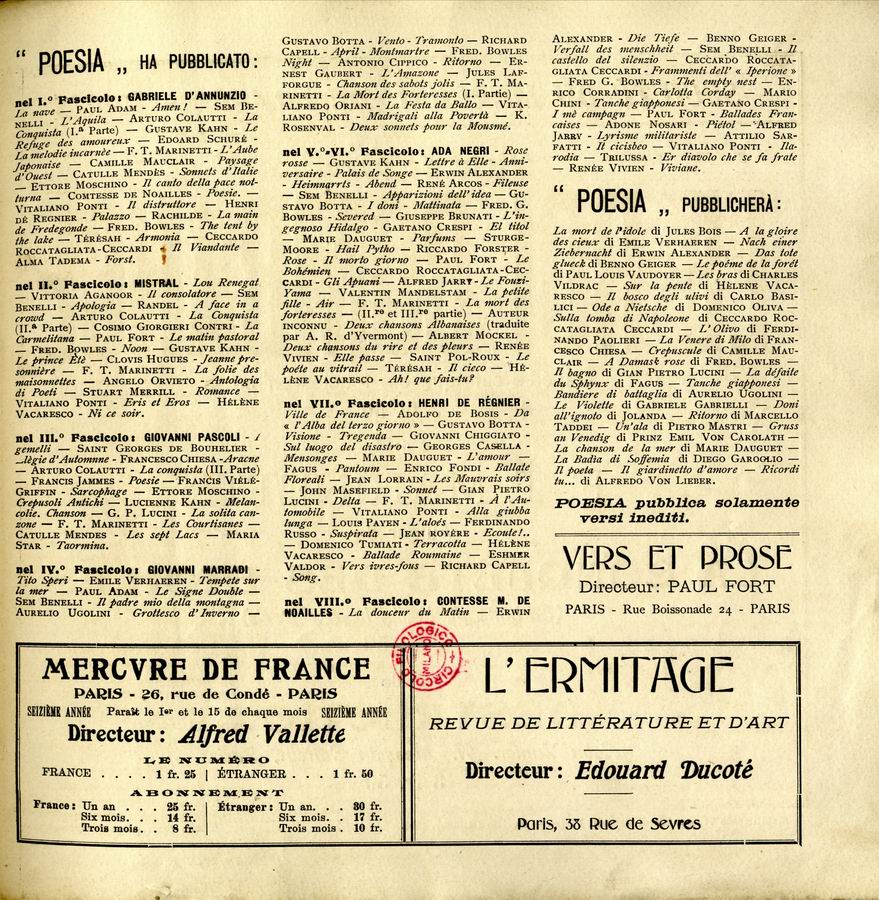 “ POESIA „ HA PUBBLICATO:
nel I.º Fascicolo: GABRIELE D'ANNUNZIO -
La nave — PAUL ADAM - Amen! — SEM BE-
NELLI - L'Aquila — ARTURO COLAUTTI - La
Conquista (I.ª Parte) — GUSTAVE KAHN - Le
Refuge des amoureux — EDOARD SCHURÉ -
La melodie incarnèe — F. T. MARINETTI - L'Aube
Japonaise — CAMILLE MAUCLAIR - Paysage
d'Ouest — CATULLE MENDÈS - Sonnets d'Italie
— ETTORE MOSCHINO - Il canto della pace not-
turna — COMTESSE DE NOAILLES - Poesie. —
VITALIANO PONTI - Il distruttore — HENRI
DÉ REGNIER - Palazzo — RACHILDE - La main
de Fredegonde — FRED. BOWLES - The tent by
the lake — TÉRÉSAH - Armonia — CECCARDO
ROCCATAGLIATA-CECCARDI - Il Viandante —
ALMA TADEMA - Forst.
nel II.º Fascicolo: MISTRAL - Lou Renegat
— VITTORIA AGANOOR - Il consolatore — SEM
BENELLI - Apologia — RANDEL - A face in a
crowd — ARTURO COLAUTTI - La Conquista
(II.ª Parte) — COSIMO GIORGIERI CONTRI - La
Carmelitana — PAUL FORT - Le matin pastoral
— FRED. BOWLES - Noon — GUSTAVE KAHN -
Le prince Étè — CLOVIS HUGUES - Jeanne pre-
sonnière — F. T. MARINETTI - La folie des
maisonnettes — ANGELO ORVIETO - Antologia
di Poeti — STUART MERRILL - Romance —
VITALIANO PONTI - Eris et Eros — HÉLÈNE
VACARESCO - Ni ce soir.
nel III.º Fascicolo: GIOVANNI PASCOLI - I
gemelli — SAINT GEORGES DE BOUHELIER -
Élègie d'Automne - FRANCESCO CHIESA - Aracne
— ARTURO COLAUTTI - La conquista (III. Parte)
— FRANCIS JAMMES - Poesie — FRANCIS VIÉLÉ-
GRIFFIN - Sarcophage — ETTORE MOSCHINO -
Crepusoli Antichi — LUCIENNE KAHN - Melan-
colie. Chanson — G. P. LUCINI - La solita can-
zone — F. T. MARINETTI - Les Courtisanes —
CATULLE MENDES - Les sept Lacs — MARIA
STAR - Taormina.
nel IV.º Fascicolo: GIOVANNI MARRADI -
Tito Speri — EMILE VERHAEREN - Tempete sur
la mer — PAUL ADAM - Le Signe Double —
SEM BENELLI - Il padre mio della montagna —
AURELIO UGOLINI - Grottesco d'Inverno —
GUSTAVO BOTTA - Vento - Tramonto — RICHARD
CAPELL - April - Montmartre — FRED. BOWLES
Night — ANTONIO CIPPICO - Ritorno — ER-
NEST GAUBERT - L'Amazone — JULES LAF-
FORGUE - Chanson des sabots jolis — F. T. MA-
RINETTI - La Mort des Forteresses (I. Partie) —
ALFREDO ORIANI - La Festa da Ballo — VITA-
LIANO PONTI - Madrigali alla Povertà — K.
ROSENVAL - Deux sonnets pour la Mousmé.
nel V.º-VI.º Fascicolo: ADA NEGRI - Rose
rosse — GUSTAVE KAHN - Lettre à Elle - Anni-
versaire - Palais de Songe — ERWIN ALEXANDER
- Heimnarrts - Abend — RENÉ ARCOS - Fileuse
— SEM BENELLI - Apparizioni dell'idea — GU-
STAVO BOTTA - I doni - Mattinata — FRED. G.
BOWLES - Severed — GIUSEPPE BRUNATI - L'in-
gegnoso Hidalgo - GAETANO CRESPI - El titol
— MARIE DAUGUET - Parfums — STURGE-
MOORE - Hail Pytho — RICCARDO FORSTER -
Rose - Il morto giorno — PAUL FORT - Le
Bohémien — CECCARDO ROCCATAGLIATA-CEC-
CARDI - Gli Apuani — ALFRED JARRY - Le Fouzi-
Yama — VALENTIN MANDELSTAM - La petite
fille - Air — F. T. MARINETTI - La mort des
forteresses — (II.re et III.re partie) — AUTEUR
INCONNU - Deux chansons Albanaises (traduite
par A. R. d'Yvermont) — ALBERT MOCKEL -
Deux chansons du rire et des pleurs — RENÉE
VIVIEN - Elle passe — SAINT POL-ROUX - Le
poéte au vitrail — TÉRÉSAH - Il cieco — HÉ-
LÈNE VACARESCO - Ah! que fais-tu?
nel VII.º Fascicolo: HENRI DE RÉGNIER -
Ville de France — ADOLFO DE BOSIS - Da
« l'Alba del terzo giorno » — GUSTAVO BOTTA -
Visione - Tregenda — GIOVANNI CHIGGIATO -
Sul luogo del disastro — GEORGES CASELLA -
Mensonges — MARIE DAUGUET - L'amour —
FAGUS - Pantoum — ENRICO FONDI - Ballate
Floreali — JEAN LORRAIN - Les Mauvrais soirs
— JOHN MASEFIELD - Sonnet — GIAN PIETRO
LUCINI - Delta — F. T. MARINETTI - A l'Au-
tomobile — VITALIANO PONTI - Alla giubba
lunga — LOUIS PAYEN - L'aloés — FERDINANDO
RUSSO - Suspirata — JEAN ROYÈRE - Ecoute!..
— DOMENICO TUMIATI - Terracotta — HÉLÈNE
VACARESCO - Ballade Roumaine — ESHMER
VALDOR - Vers ivres-fous — RICHARD CAPELL
- Song.
nel VIII.º Fascicolo: CONTESSE M. DE
NOAILLES - La douceur du Matin — ERWIN
ALEXANDER - Die Tiefe — BENNO GEIGER -
Verfall des menschheit — SEM BENELLI - Il
castello del silenzio — CECCARDO ROCCATA-
GLIATA CECCARDI - Frammenti dell' « Iperione »
— FRED G. BOWLES - The empty nest — EN-
RICO CORRADINI - Carlotta Corday — MARIO
CHINI - Tanche giapponesi — GAETANO CRESPI -
I mè campagn — PAUL FORT - Ballades Fran-
caises — ADONE NOSARI - Piétol — ALFRED
JARRY - Lyrisme militariste — ATTILIO SAR-
FATTI - Il cicisbeo — VITALIANO PONTI - Ila-
rodia — TRILUSSA - Er diavolo che se fa frate
— RENÉE VIVIEN - Viviane.
“ POESIA „ PUBBLICHERÀ:
La mort de Pidole di JULES BOIS — A la gloire
des cieux di EMILE VERHAEREN — Nach einer
Ziebernacht di ERWIN ALEXANDER — Das tote
glueck di BENNO GEIGER — Le poéme de la forét
di PAUL LOUIS VAUDOYER — Les bras di CHARLES
VILDRAC — Sur la pente di HÈLENE VACA-
RESCO — Il bosco degli ulivi di CARLO BASI-
LICI — Ode a Nietsche di DOMENICO OLIVA —
Sulla tomba di Napoleone di CECCARDO ROC-
CATAGLIATA CECCARDI — L'Olivo di FERDI-
NANDO PAOLIERI — La Venere di Milo di FRAN-
CESCO CHIESA — Crepuscule di CAMILLE MAU-
CLAIR — A Damask rose di FRED. BOWLES —
Il bagno di GIAN PIETRO LUCINI — La défaite
du Sphynx di FAGUS — Tanche giapponesi —
Bandiere di battaglia di AURELIO UGOLINI —
Le Violette di GABRIELE GABRIELLI — Doni
all'ignoto di JOLANDA — Ritorno di MARCELLO
TADDEI — Un'ala di PIETRO MASTRI — Gruss
an Venedig di PRINZ EMIL VON CAROLATH —
La chanson de la mer di MARIE DAUGUET —
La Badia di Soffemia di DIEGO GAROGLIO —
Il poeta — Il giardinetto d'amore — Ricordi
tu... di ALFREDO VON LIEBER.
POESIA pubblica solamente
versi inediti.
VERS ET PROSE
Directeur: PAUL FORT
PARIS - Rue Boissonade 24 - PARIS
CIRCOLO FILOLOGICO
MILANO
MERCVRE DE FRANCE
PARIS - 26, rue de Condé - PARIS
SEIZIÈME ANNÉE Paraît le Ier et le 15 de chaque mois SEIZIÈME ANNÉE
Directeur: Alfred Vallette
LE NUMÉRO
FRANCE . . . . 1 fr. 25 | ÉTRANGER . . . 1 fr. 50
ABONNEMENT
France: Un an . . . 25 fr. | Étranger: Un an. . . 30 fr.
Six mois. . . 14 fr. | Six mois. . 17 fr.
Trois mois. . 8 fr. | Trois mois. 10 fr.
L'ERMITAGE
REVUE DE LITTÉRATURE ET D'ART
Directeur: Edouard Ducoté
Paris, 38 Rue de Sevres